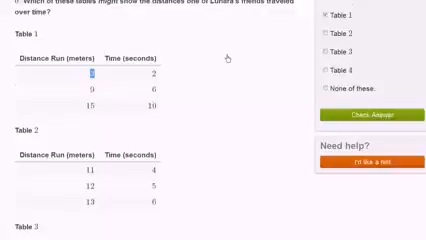 6. Which of these tables might show the distances one of Lunara's friends traveled
over time?
Table 1
Distance Run (meters) Time (seconds)
3 2
9 6
15 10
Table 2
Distance Run (meters) Time (seconds)
11 4
12 5
13 6
Table 3
Table 1
Table 2
Table 3
Table 4
None of these.
Check Answer
Need help?
I'd like a hint